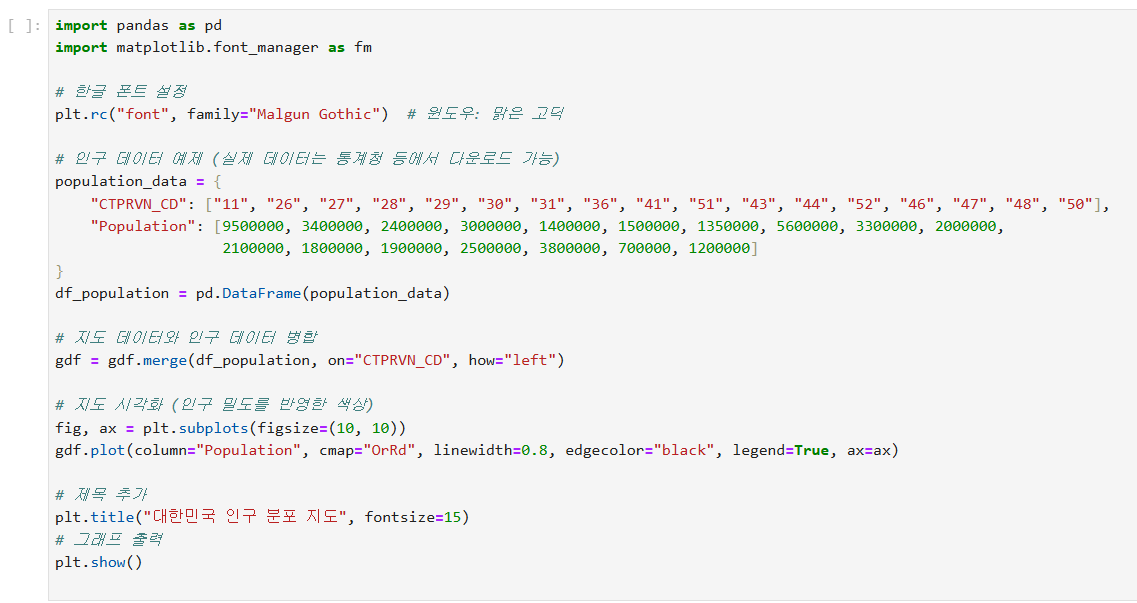 [ ]:
import pandas as pd
import matplotlib.font_manager as fm
# 한글 폰트 설정
plt.rc("font", family="Malgun Gothic")  # 윈도우: 맑은 고딕
# 인구 데이터 예제 (실제 데이터는 통계청 등에서 다운로드 가능)
population_data = {
    "CTPRVN_CD": ["11", "26", "27", "28", "29", "30", "31", "36", "41", "51", "43", "44", "52", "46", "47", "48", "50"],
    "Population": [9500000, 3400000, 2400000, 3000000, 1400000, 1500000, 1350000, 5600000, 3300000, 2000000,
                   2100000, 1800000, 1900000, 2500000, 3800000, 700000, 1200000]
}
df_population = pd.DataFrame(population_data)
# 지도 데이터와 인구 데이터 병합
gdf = gdf.merge(df_population, on="CTPRVN_CD", how="left")
# 지도 시각화 (인구 밀도를 반영한 색상)
fig, ax = plt.subplots(figsize=(10, 10))
gdf.plot(column="Population", cmap="OrRd", linewidth=0.8, edgecolor="black", legend=True, ax=ax)
# 제목 추가
plt.title("대한민국 인구 분포 지도", fontsize=15)
# 그래프 출력
plt.show()